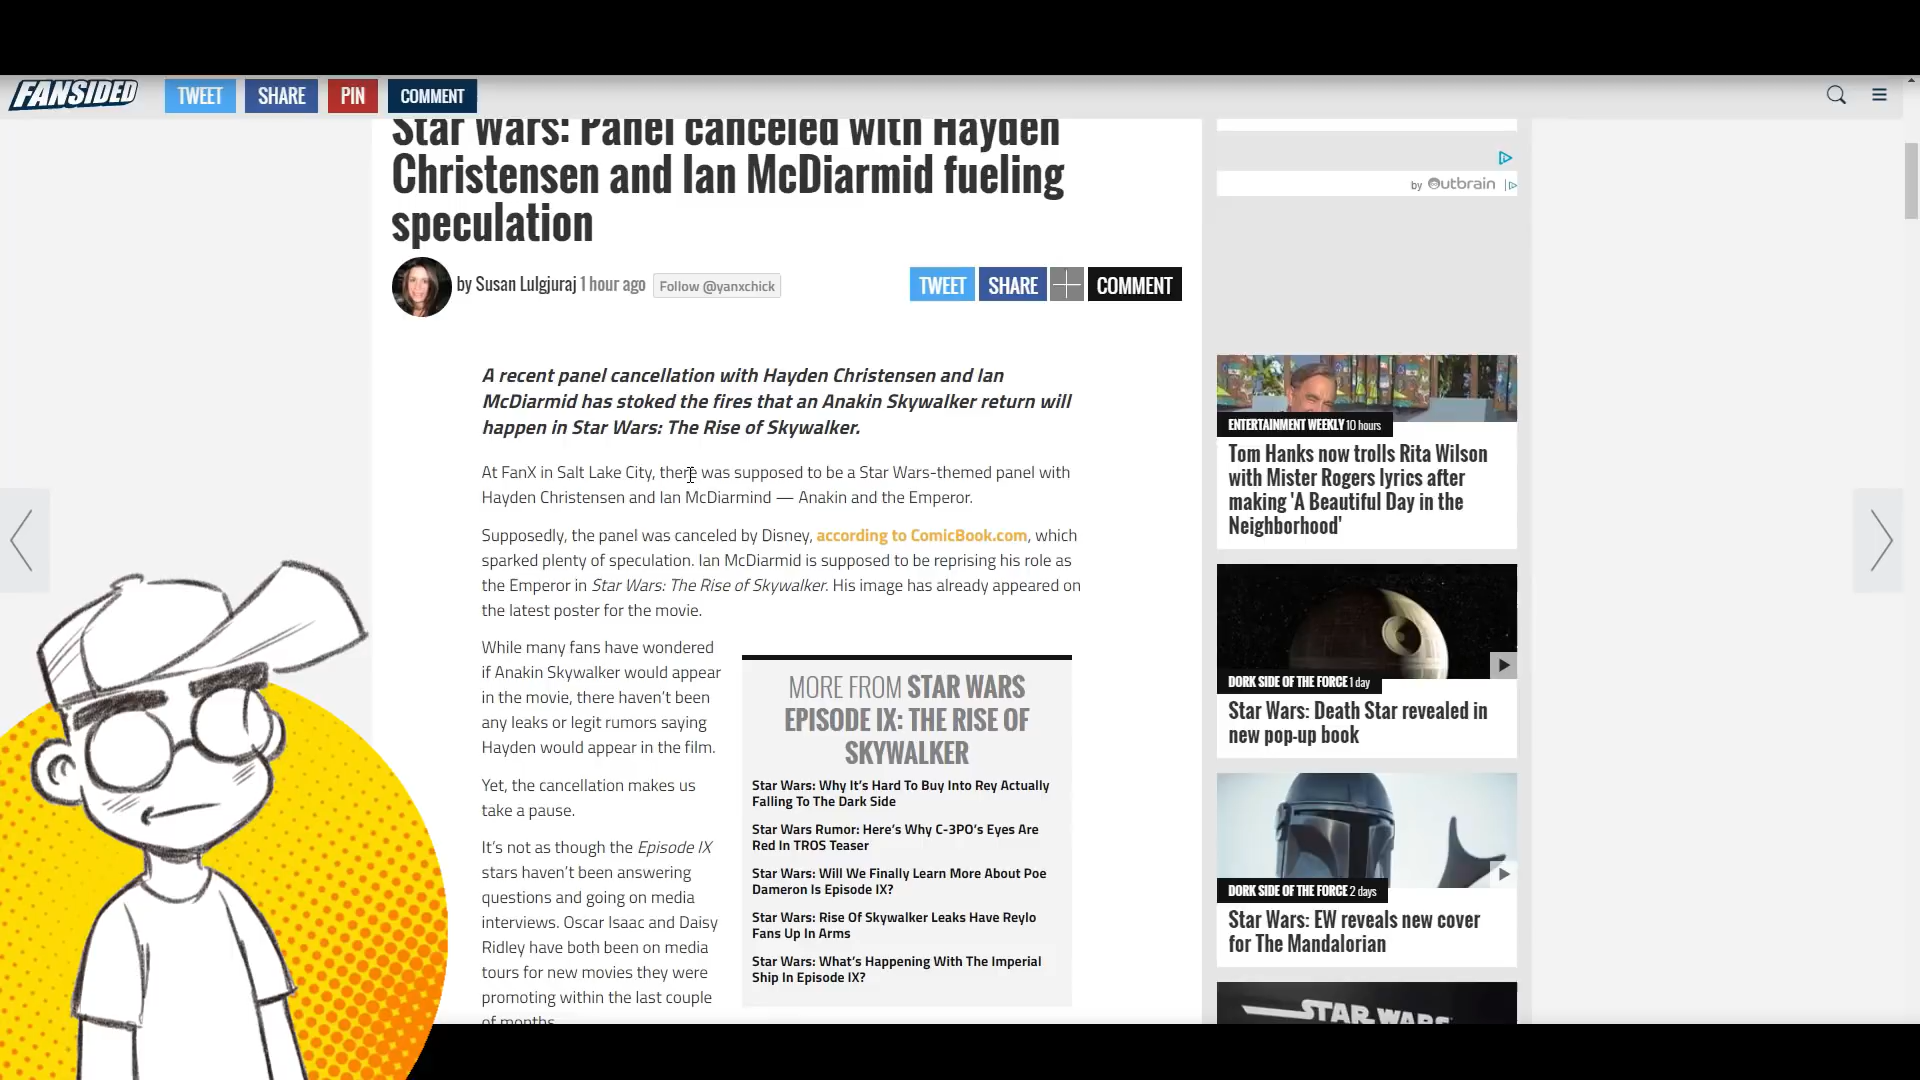 FANSIDED
TWEET
SHARE
PIN
COMMENT
Star Wars: Panel canceled with Hayden
Christensen and Ian McDiarmid fueling
speculation
by Susan Lulgjuraj 1 hour ago
Follow @yanxchick
TWEET
SHARE
COMMENT
A recent panel cancellation with Hayden Christensen and Ian
McDiarmid has stoked the fires that an Anakin Skywalker return will
happen in Star Wars: The Rise of Skywalker.
At FanX in Salt Lake City, there was supposed to be a Star Wars-themed panel with
Hayden Christensen and Ian McDiarmind — Anakin and the Emperor.
Supposedly, the panel was canceled by Disney, according to ComicBook.com, which
sparked plenty of speculation. Ian McDiarmid is supposed to be reprising his role as
the Emperor in Star Wars: The Rise of Skywalker. His image has already appeared on
the latest poster for the movie.
While many fans have wondered
if Anakin Skywalker would appear
in the movie, there haven't been
any leaks or legit rumors saying
Hayden would appear in the film.
Yet, the cancellation makes us
take a pause.
It's not as though the Episode IX
stars haven't been answering
questions and going on media
interviews. Oscar Isaac and Daisy
Ridley have both been on media
tours for new movies they were
promoting within the last couple
of months.
MORE FROM STAR WARS
EPISODE IX: THE RISE OF
SKYWALKER
Star Wars: Why It's Hard To Buy Into Rey Actually
Falling To The Dark Side
Star Wars Rumor: Here's Why C-3PO's Eyes Are
Red In TROS Teaser
Star Wars: Will We Finally Learn More About Poe
Dameron Is Episode IX?
Star Wars: Rise Of Skywalker Leaks Have Reylo
Fans Up In Arms
Star Wars: What's Happening With The Imperial
Ship In Episode IX?
by Outbrain
ENTERTAINMENT WEEKLY 10 hours
Tom Hanks now trolls Rita Wilson
with Mister Rogers lyrics after
making 'A Beautiful Day in the
Neighborhood'
DORK SIDE OF THE FORCE 1 day
Star Wars: Death Star revealed in
new pop-up book
DORK SIDE OF THE FORCE 2 days
Star Wars: EW reveals new cover
for The Mandalorian
STAR WARS